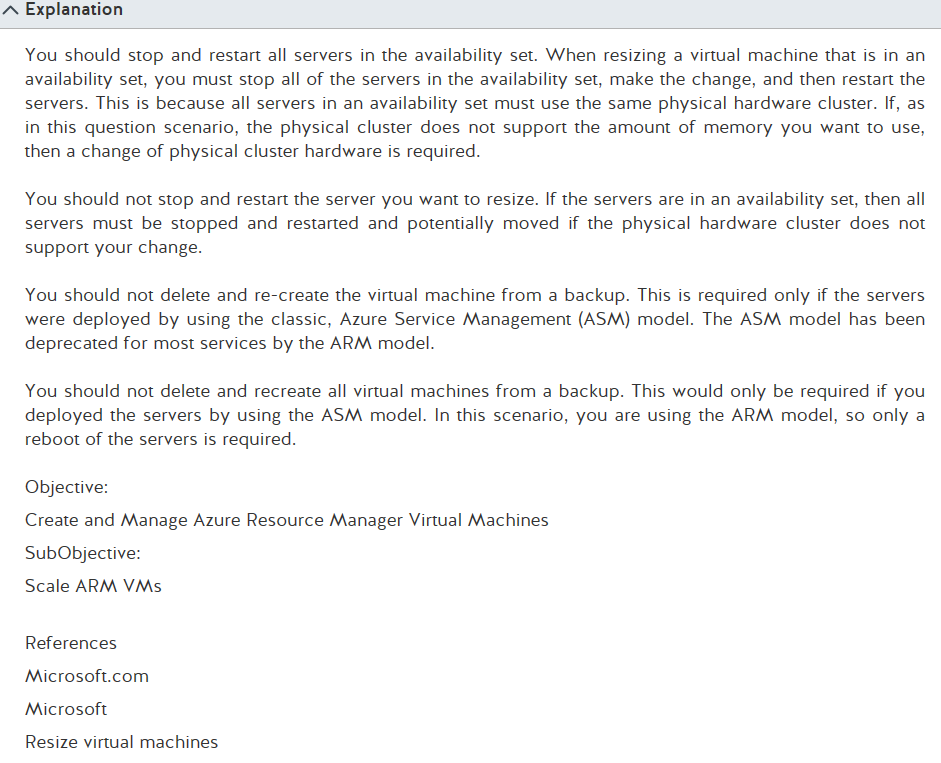 Explanation
You should stop and restart all servers in the availability set. When resizing a virtual machine that is in an
availability set, you must stop all of the servers in the availability set, make the change, and then restart the
servers. This is because all servers in an availability set must use the same physical hardware cluster. If, as
in this question scenario, the physical cluster does not support the amount of memory you want to use,
then a change of physical cluster hardware is required.
You should not stop and restart the server you want to resize. If the servers are in an availability set, then all
servers must be stopped and restarted and potentially moved if the physical hardware cluster does not
support your change.
You should not delete and re-create the virtual machine from a backup. This is required only if the servers
were deployed by using the classic, Azure Service Management (ASM) model. The ASM model has been
deprecated for most services by the ARM model.
You should not delete and recreate all virtual machines from a backup. This would only be required if you
deployed the servers by using the ASM model. In this scenario, you are using the ARM model, so only a
reboot of the servers is required.
Objective:
Create and Manage Azure Resource Manager Virtual Machines
SubObjective:
Scale ARM VMs
References
Microsoft.com
Microsoft
Resize virtual machines